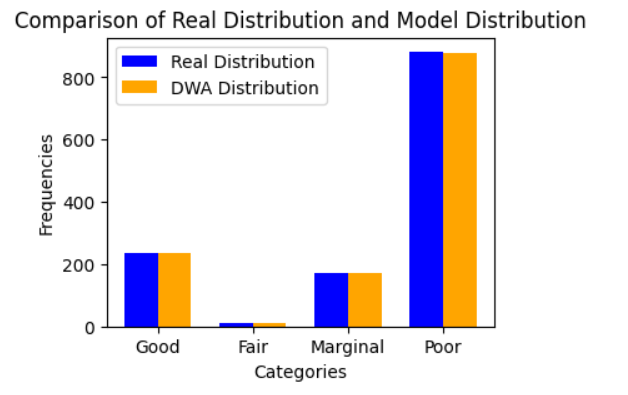 Comparison of Real Distribution and Model Distribution
Real Distribution
DWA Distribution
800
600
400
200
0
Frequencies
Good Fair Marginal Poor
Categories